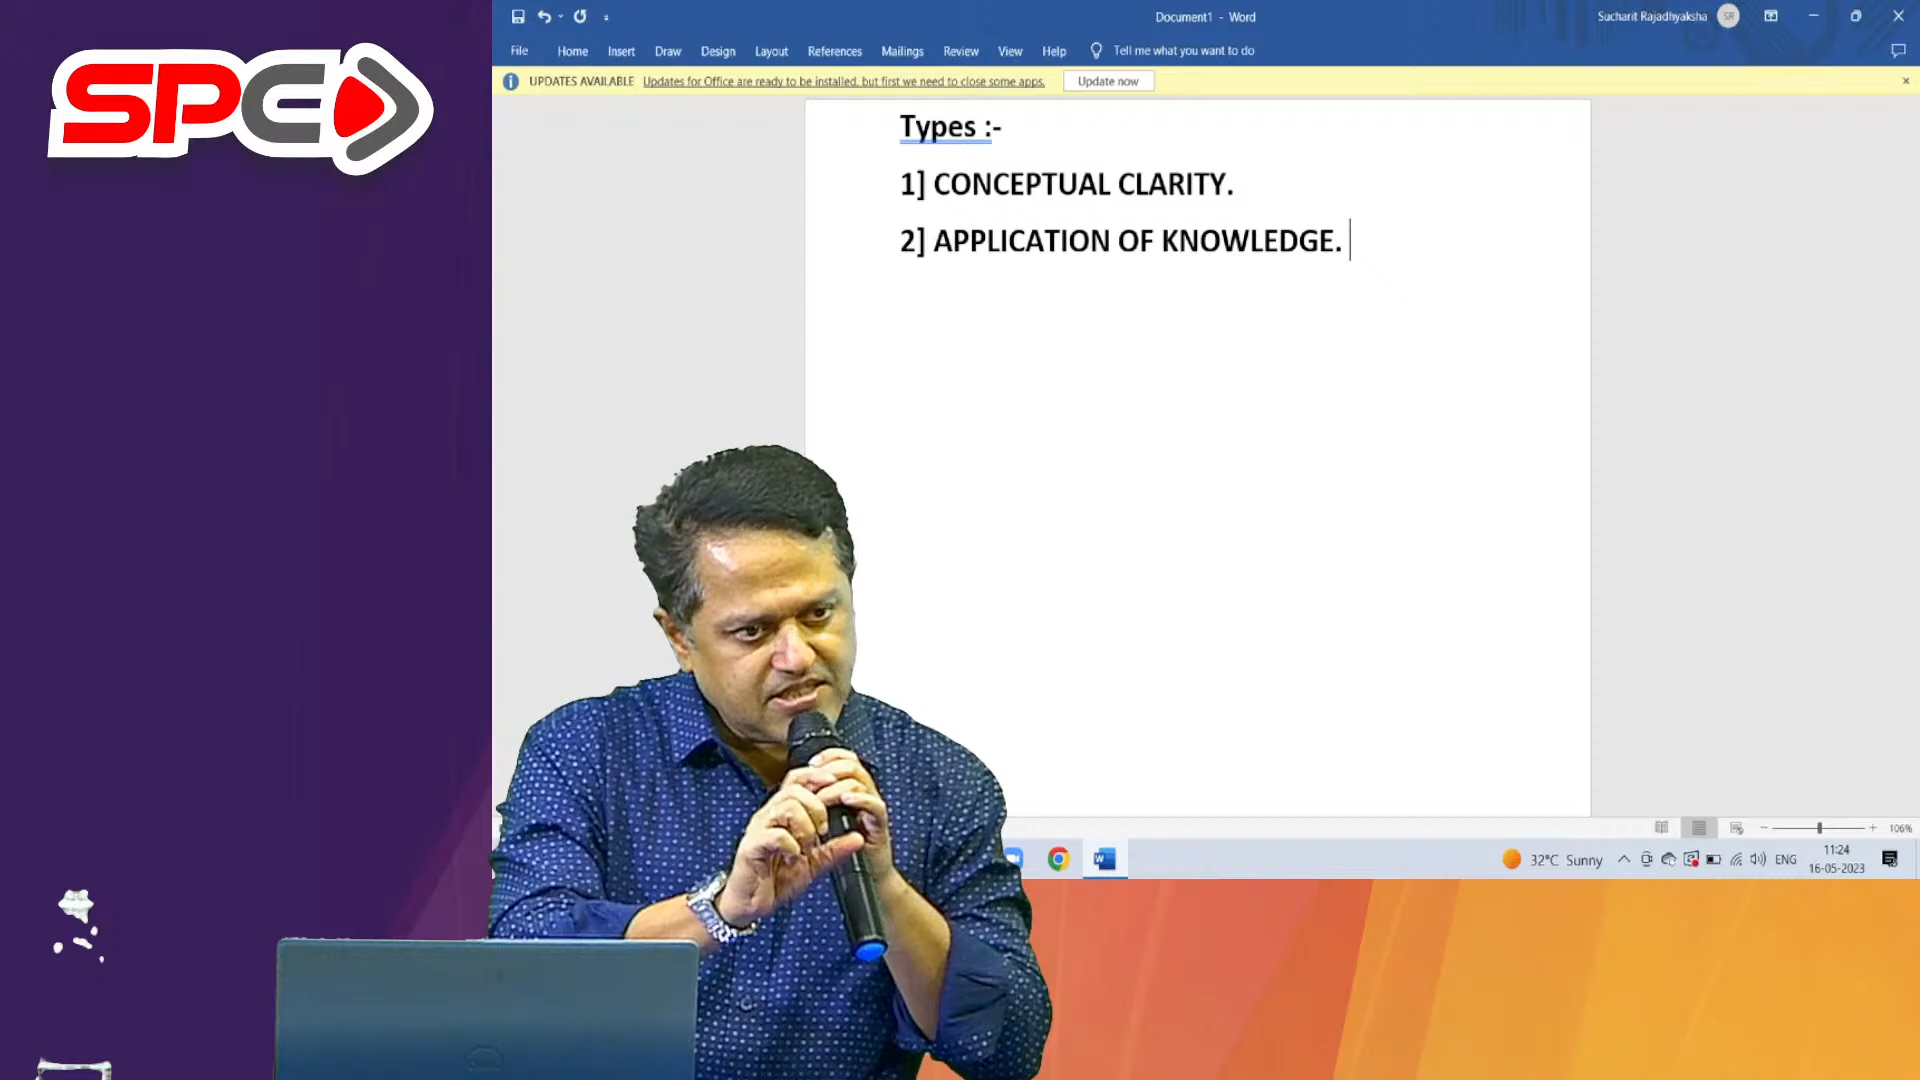 SPE
Document1 - Word
Sucharit Rajadhyaksha
SR
File Home Insert Draw Design Layout References Mailings Review View Help Tell me what you want to do
UPDATES AVAILABLE Updates for Office are ready to be installed, but first we need to close some apps. Update now
Types :-
1] CONCEPTUAL CLARITY.
2] APPLICATION OF KNOWLEDGE.
106%
32°C Sunny
ENG
11:24
16-05-2023